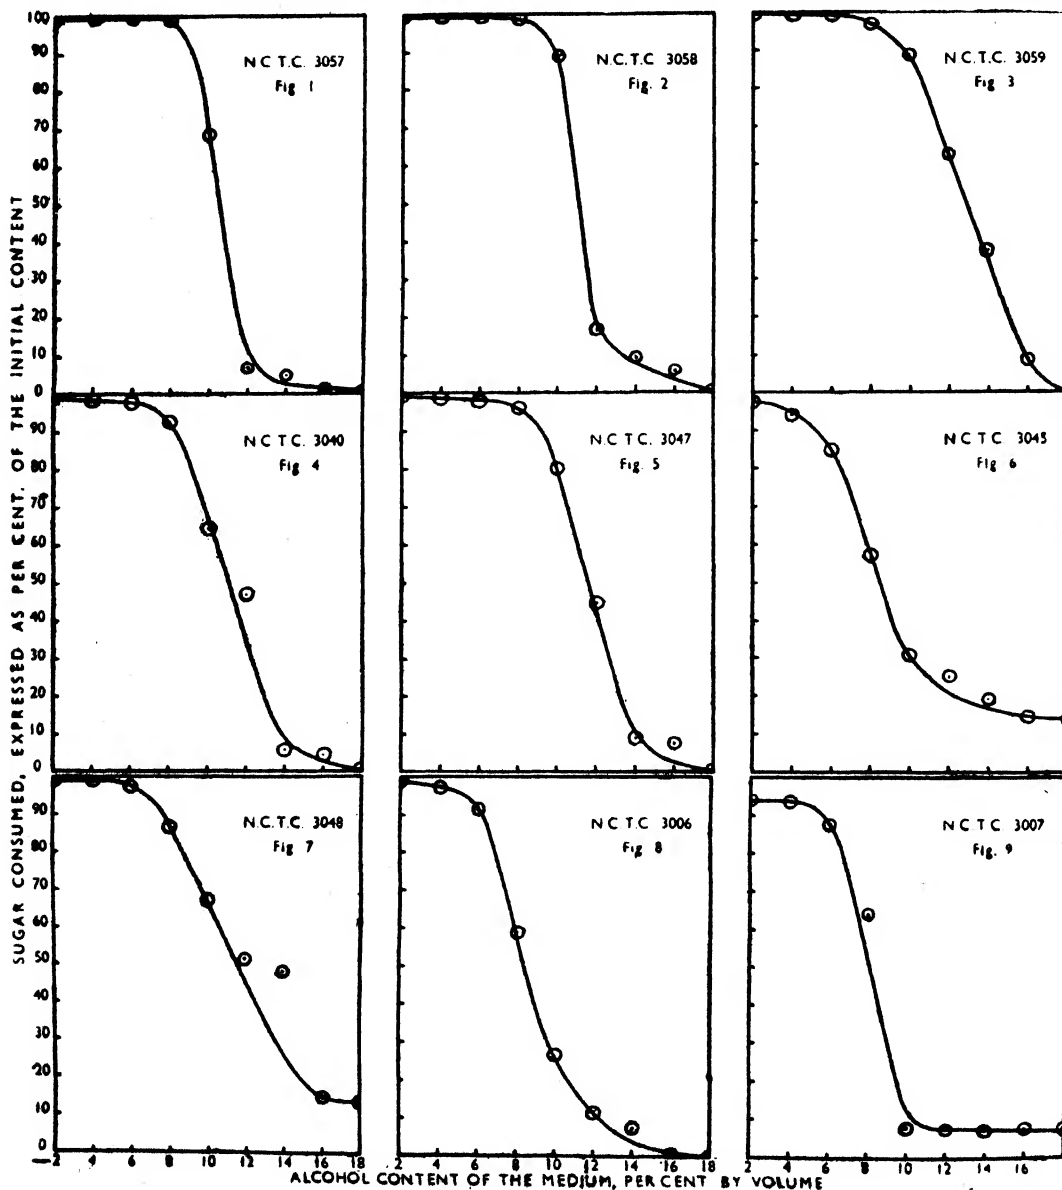 100
90
80
70
60
50
40
30
20
10
0
N C T.C. 3057
Fig 1
N.C.T.C. 3058
Fig. 2
N C T.C. 3059
Fig 3
90
80
70
60
50
40
30
20
10
0
N C T C. 3040
Fig 4
N.C T C. 3047
Fig. 5
N C T C. 3045
Fig 6
90
80
70
60
50
40
30
20
10
0
N.C.T.C. 3048
Fig 7
N C T.C 3006
Fig 8
N C T.C 3007
Fig. 9
2 4 6 8 10 12 14 16 18
2 4 6 8 10 12 14 16 18
2 4 6 8 10 12 14 16
SUGAR CONSUMED, EXPRESSED AS PER CENT. OF THE INITIAL CONTENT
ALCOHOL CONTENT OF THE MEDIUM, PER CENT BY VOLUME